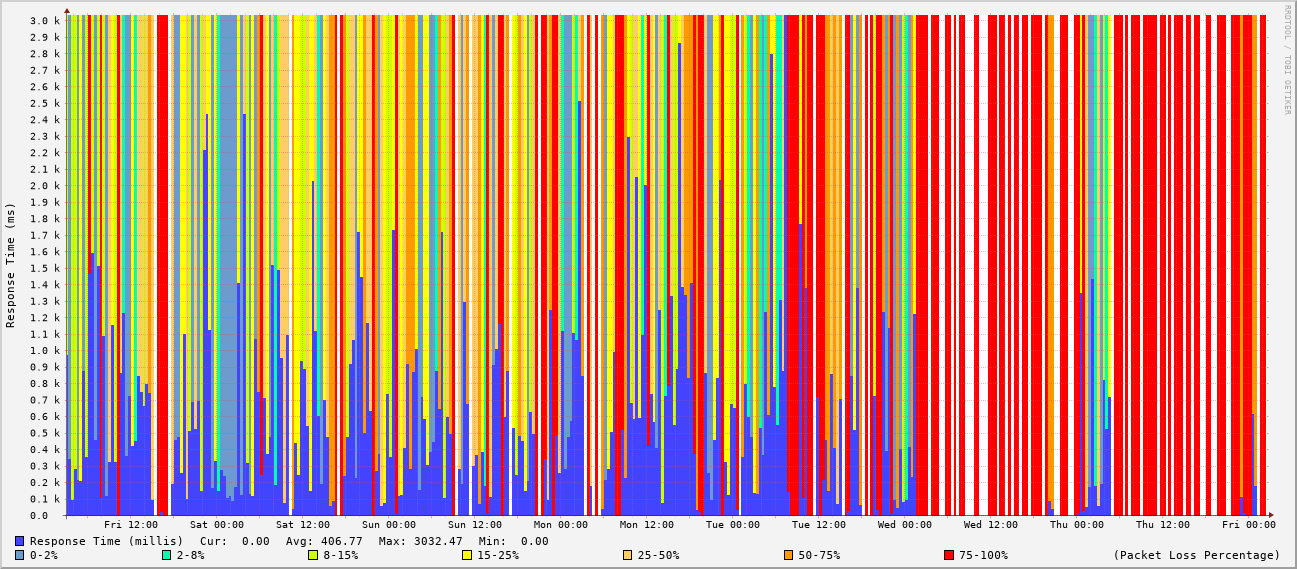 3.0 k
2.9 k
2.8 k
2.7 k
2.6 k
2.5 k
2.4 k
2.3 k
2.2 k
2.1 k
2.0 k
1.9 k
1.8 k
1.7 k
1.6 k
1.5 k
1.4 k
1.3 k
1.2 k
1.1 k
1.0 k
0.9 k
0.8 k
0.7 k
0.6 k
0.5 k
0.4 k
0.3 k
0.2 k
0.1 k
0.0
Response Time (ms)
RRDTOOL / TOBI OETIKER
Fri 12:00 Sat 00:00 Sat 12:00 Sun 00:00 Sun 12:00 Mon 00:00 Mon 12:00 Tue 00:00 Tue 12:00 Wed 00:00 Wed 12:00 Thu 00:00 Thu 12:00 Fri 00:00
Response Time (millis) Cur: 0.00 Avg: 406.77 Max: 3032.47 Min: 0.00
0-2% 2-8% 8-15% 15-25% 25-50% 50-75% 75-100% (Packet Loss Percentage)